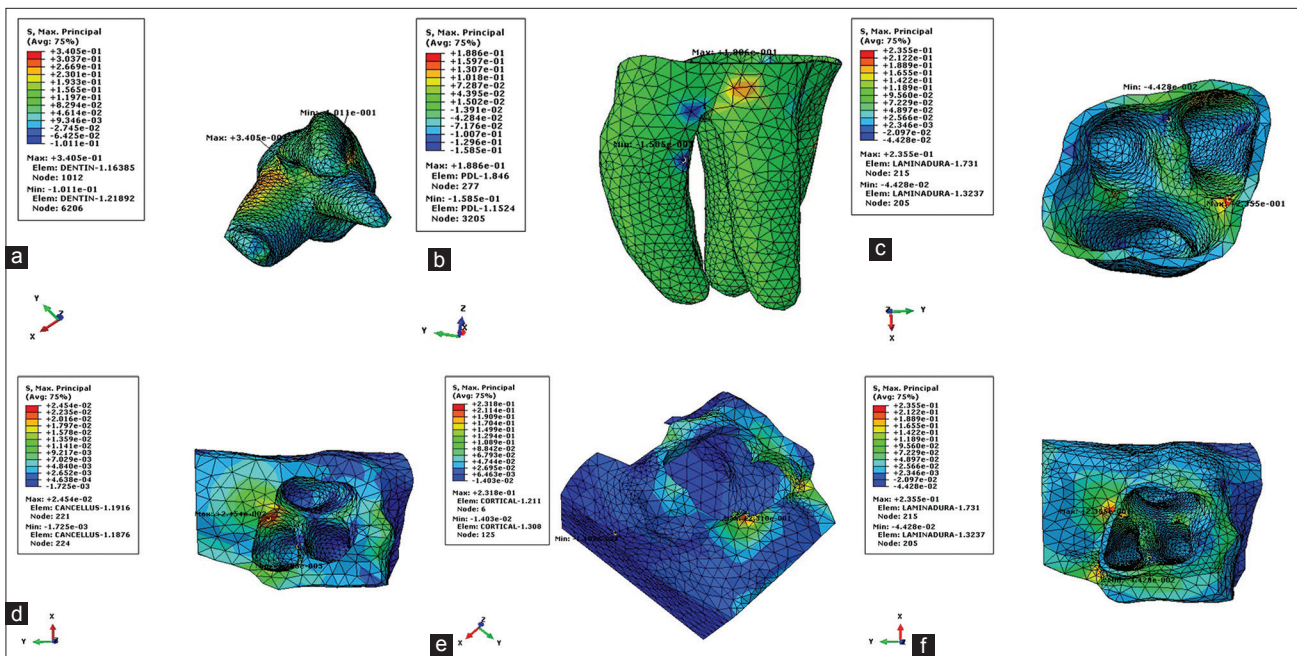 S, Max. Principal
(Avg: 75%)
+3.405e-01
+3.037e-01
+2.669e-01
+2.301e-01
+1.933e-01
+1.565e-01
+1.197e-01
+8.294e-02
+4.614e-02
+9.346e-03
-2.745e-02
-6.425e-02
-1.011e-01
Max: +3.405e-01
Elem: DENTIN-1.16385
Node: 1012
Min: -1.011e-01
Elem: DENTIN-1.21892
Node: 6206
Max: +3.405e-001
a
Y
Z
X
S, Max. Principal
(Avg: 75%)
+1.886e-01
+1.597e-01
+1.307e-01
+1.018e-01
+7.287e-02
+4.395e-02
+1.502e-02
-1.391e-02
-4.284e-02
-7.176e-02
-1.007e-01
-1.296e-01
-1.585e-01
Max: +1.886e-01
Elem: PDL-1.846
Node: 277
Min: -1.585e-01
Elem: PDL-1.1524
Node: 3205
Max: +1.886e-001
Min: -1.585e-001
b
Z
Y
X
S, Max. Principal
(Avg: 75%)
+2.355e-01
+2.122e-01
+1.889e-01
+1.655e-01
+1.422e-01
+1.189e-01
+9.560e-02
+7.229e-02
+4.897e-02
+2.566e-02
+2.346e-03
-2.097e-02
-4.428e-02
Max: +2.355e-01
Elem: LAMINADURA-1.731
Node: 215
Min: -4.428e-02
Elem: LAMINADURA-1.3237
Node: 205
Min: -4.428e-002
Max: +2.355e-001
c
Z
Y
X
S, Max. Principal
(Avg: 75%)
+2.454e-02
+2.235e-02
+2.016e-02
+1.797e-02
+1.578e-02
+1.359e-02
+1.141e-02
+9.217e-03
+7.029e-03
+4.840e-03
+2.652e-03
+4.638e-04
-1.725e-03
Max: +2.454e-02
Elem: CANCELLUS-1.1916
Node: 221
Min: -1.725e-03
Elem: CANCELLUS-1.1876
Node: 224
d
X
Y
S, Max. Principal
(Avg: 75%)
+2.318e-01
+2.114e-01
+1.909e-01
+1.704e-01
+1.499e-01
+1.294e-01
+1.089e-01
+8.842e-02
+6.793e-02
+4.744e-02
+2.695e-02
+6.463e-03
-1.403e-02
Max: +2.318e-01
Elem: CORTICAL-1.211
Node: 6
Min: -1.403e-02
Elem: CORTICAL-1.308
Node: 125
e
Z
X
Y
S, Max. Principal
(Avg: 75%)
+2.355e-01
+2.122e-01
+1.889e-01
+1.655e-01
+1.422e-01
+1.189e-01
+9.560e-02
+7.229e-02
+4.897e-02
+2.566e-02
+2.346e-03
-2.097e-02
-4.428e-02
Max: +2.355e-01
Elem: LAMINADURA-1.731
Node: 215
Min: -4.428e-02
Elem: LAMINADURA-1.3237
Node: 205
f
X
Y
Z